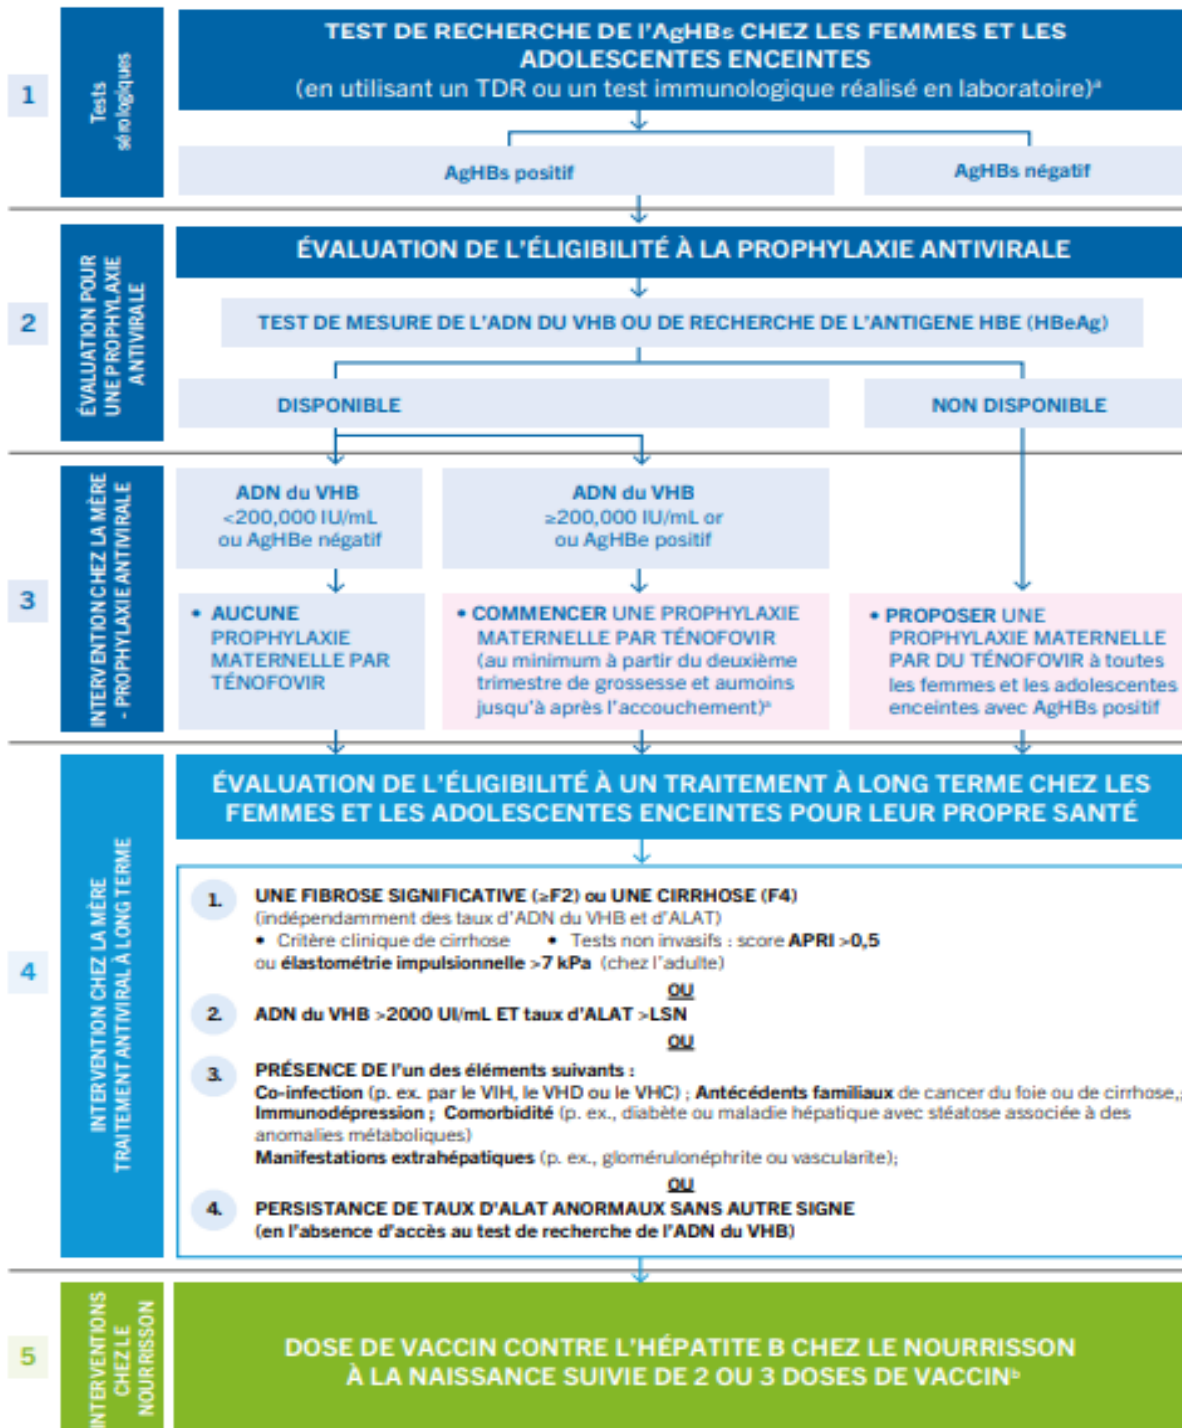 1
Tests
sérologiques
TEST DE RECHERCHE DE l'AgHBs CHEZ LES FEMMES ET LES
ADOLESCENTES ENCEINTES
(en utilisant un TDR ou un test immunologique réalisé en laboratoire)ª
AgHBs positif
AgHBs négatif
2
ÉVALUATION POUR
UNE PROPHYLAXIE
ANTIVIRALE
ÉVALUATION DE L'ÉLIGIBILITÉ À LA PROPHYLAXIE ANTIVIRALE
TEST DE MESURE DE L'ADN DU VHB OU DE RECHERCHE DE L'ANTIGENE HBE (HBeAg)
DISPONIBLE
NON DISPONIBLE
3
INTERVENTION CHEZ LA MÈRE
- PROPHYLAXIE ANTIVIRALE
ADN du VHB
<200,000 IU/mL
ou AgHBe négatif
ADN du VHB
≥200,000 IU/mL or
ou AgHBe positif
• AUCUNE
PROPHYLAXIE
MATERNELLE PAR
TÉNOFOVIR
• COMMENCER UNE PROPHYLAXIE
MATERNELLE PAR TÉNOFOVIR
(au minimum à partir du deuxième
trimestre de grossesse et aumoins
jusqu'à après l'accouchement)ª
• PROPOSER UNE
PROPHYLAXIE MATERNELLE
PAR DU TÉNOFOVIR à toutes
les femmes et les adolescentes
enceintes avec AgHBs positif
4
INTERVENTION CHEZ LA MÈRE
TRAITEMENT ANTIVIRAL À LONG TERME
ÉVALUATION DE L'ÉLIGIBILITÉ À UN TRAITEMENT À LONG TERME CHEZ LES
FEMMES ET LES ADOLESCENTES ENCEINTES POUR LEUR PROPRE SANTÉ
1. UNE FIBROSE SIGNIFICATIVE (≥F2) ou UNE CIRRHOSE (F4)
(indépendamment des taux d'ADN du VHB et d'ALAT)
• Critère clinique de cirrhose • Tests non invasifs : score APRI >0,5
ou élastométrie impulsionnelle >7 kPa (chez l'adulte)
OU
2. ADN du VHB >2000 UI/mL ET taux d'ALAT >LSN
OU
3. PRÉSENCE DE l'un des éléments suivants :
Co-infection (p. ex. par le VIH, le VHD ou le VHC) ; Antécédents familiaux de cancer du foie ou de cirrhose,;
Immunodépression ; Comorbidité (p. ex., diabète ou maladie hépatique avec stéatose associée à des
anomalies métaboliques)
Manifestations extrahépatiques (p. ex., glomérulonéphrite ou vascularite);
OU
4. PERSISTANCE DE TAUX D'ALAT ANORMAUX SANS AUTRE SIGNE
(en l'absence d'accès au test de recherche de l'ADN du VHB)
5
INTERVENTIONS
CHEZ LE
NOURRISSON
DOSE DE VACCIN CONTRE L'HÉPATITE B CHEZ LE NOURRISSON
À LA NAISSANCE SUIVIE DE 2 OU 3 DOSES DE VACCINᵇ